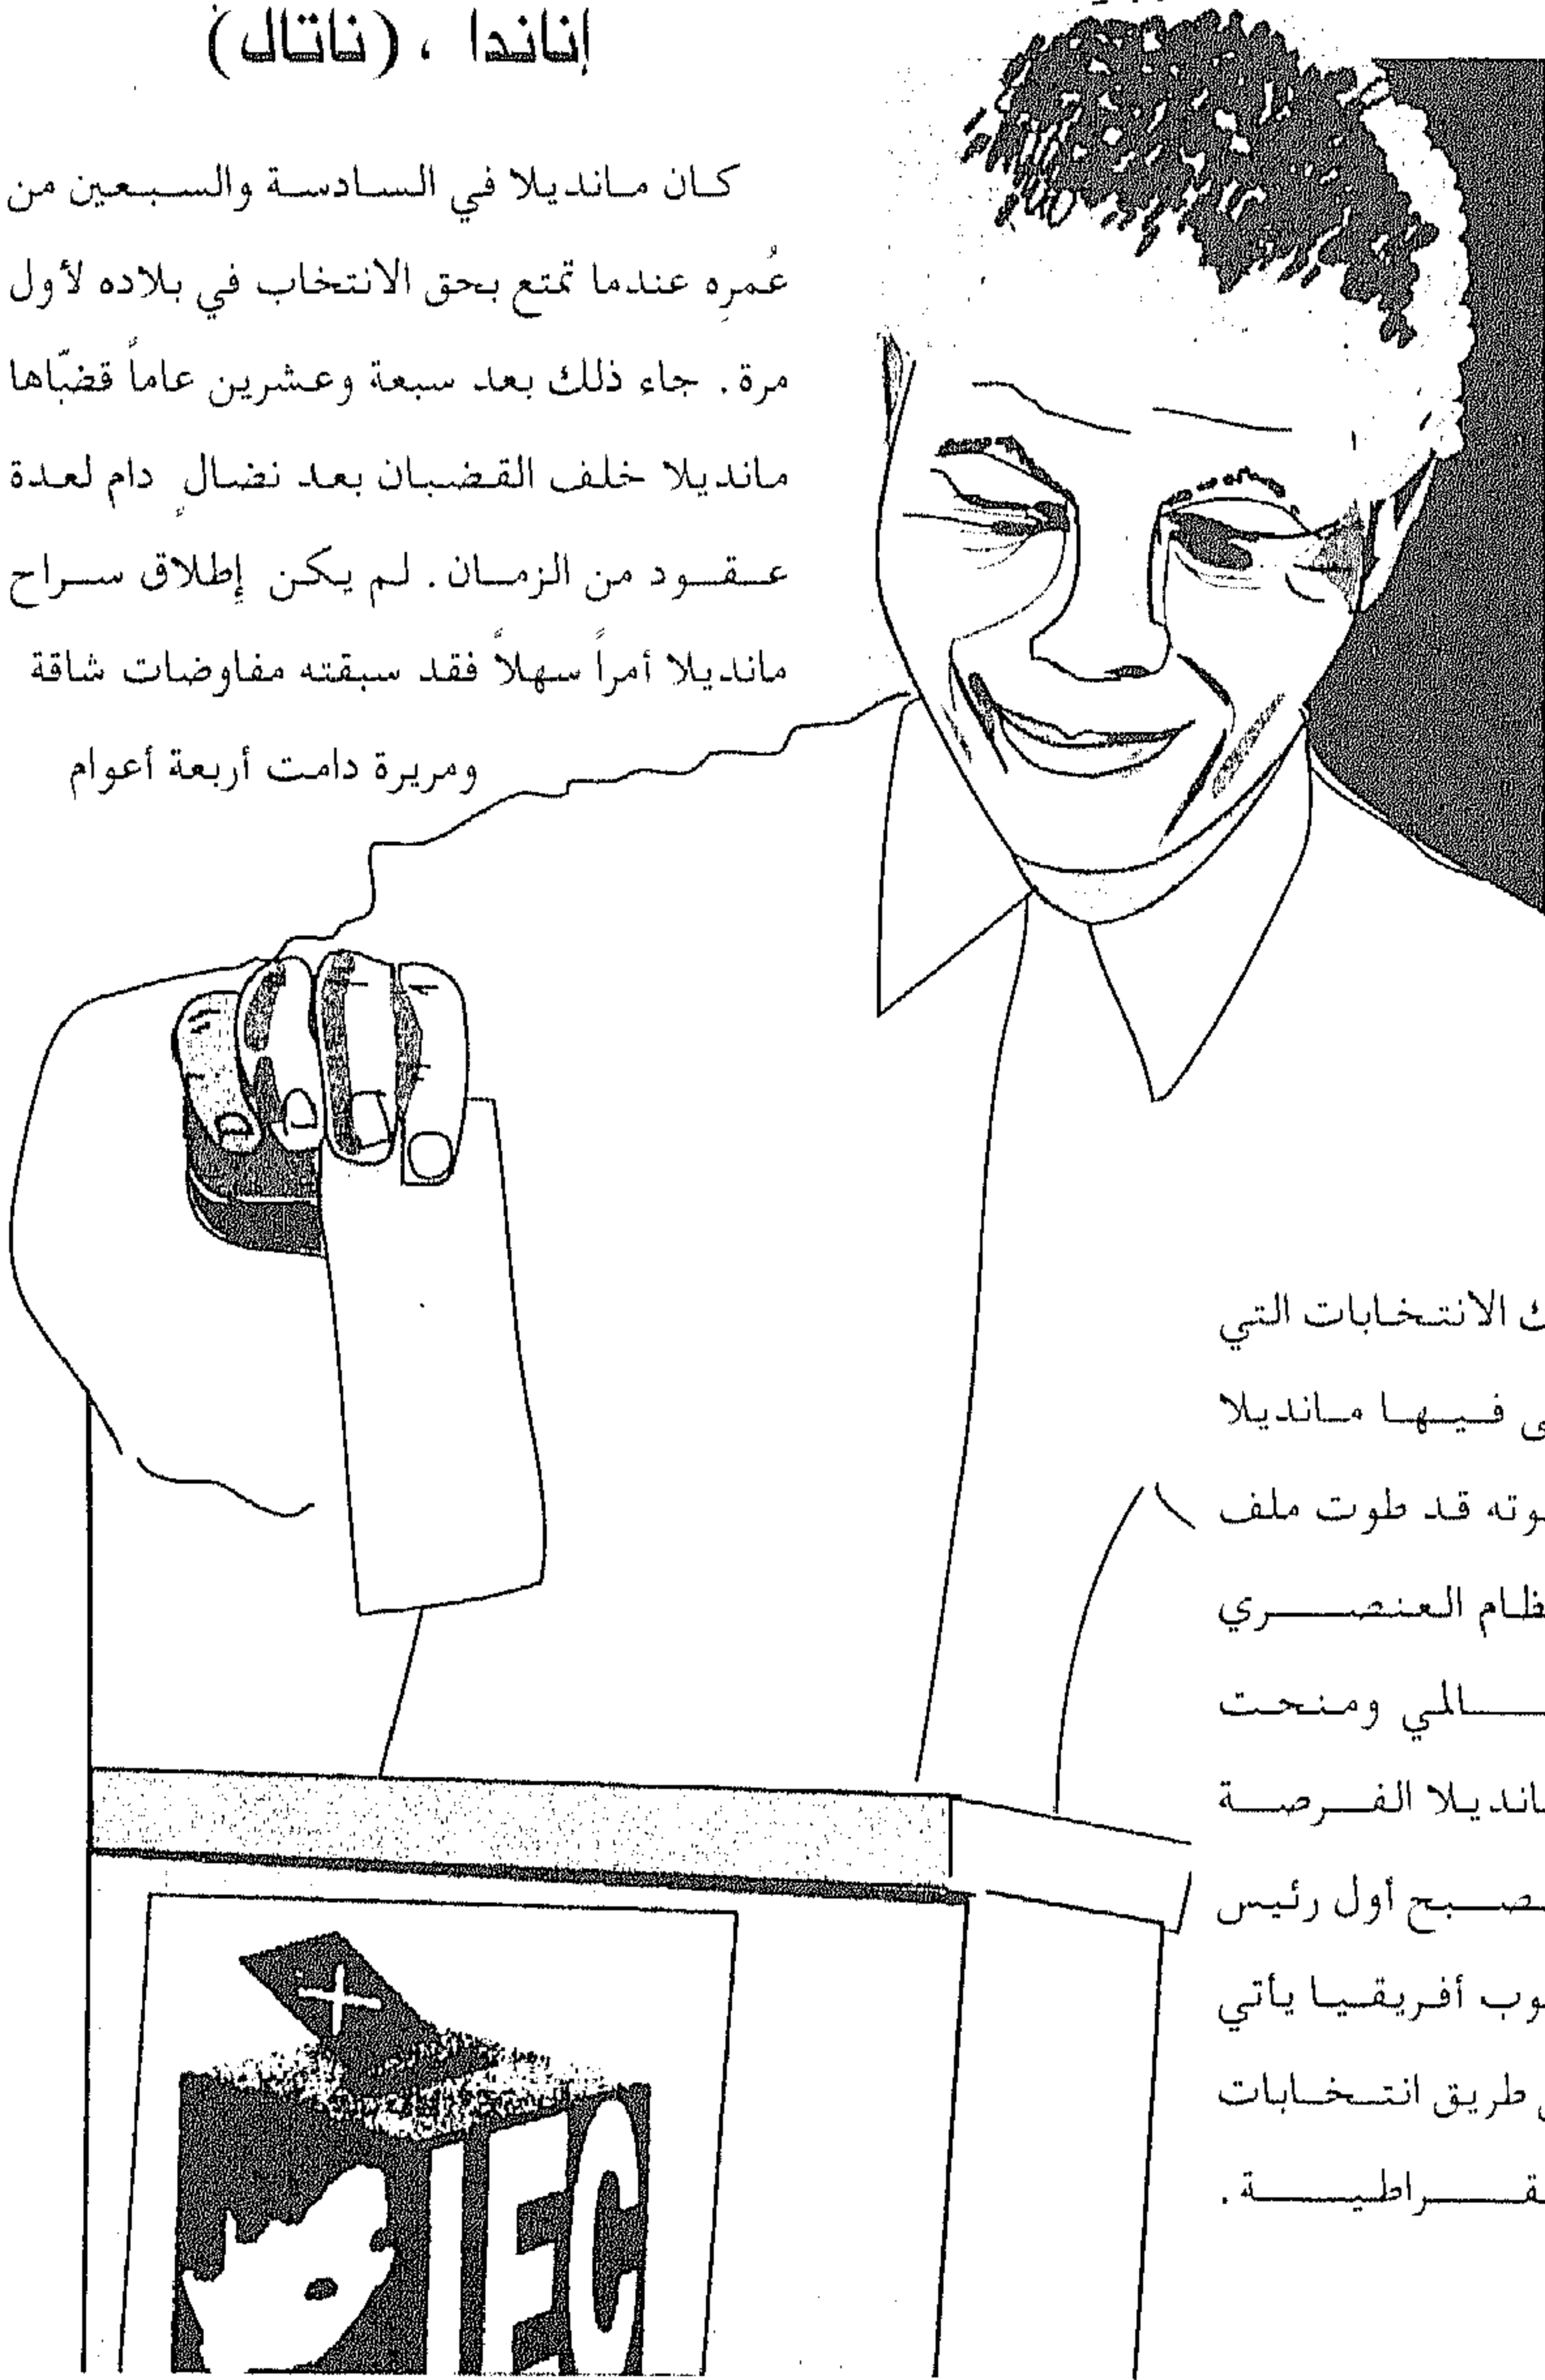 إناندا ، (ناتال)
كان مانديلا في السادسة والسبعين من
عُمرِه عندما تمتع بحق الانتخاب في بلاده لأول
مرة . جاء ذلك بعد سبعة وعشرين عاماً قضّاها
مانديلا خلف القضبان بعد نضالٍ دام لعدة
عقود من الزمان . لم يكن إطلاق سراح
مانديلا أمراً سهلاً فقد سبقته مفاوضات شاقة
ومريرة دامت أربعة أعوام
الانتخابات التي
فيها مانديلا
قد طوت ملف
العنصري
ومنحت
الفرصة
أول رئيس
أفريقيا يأتي
طريق انتخابات
IEC